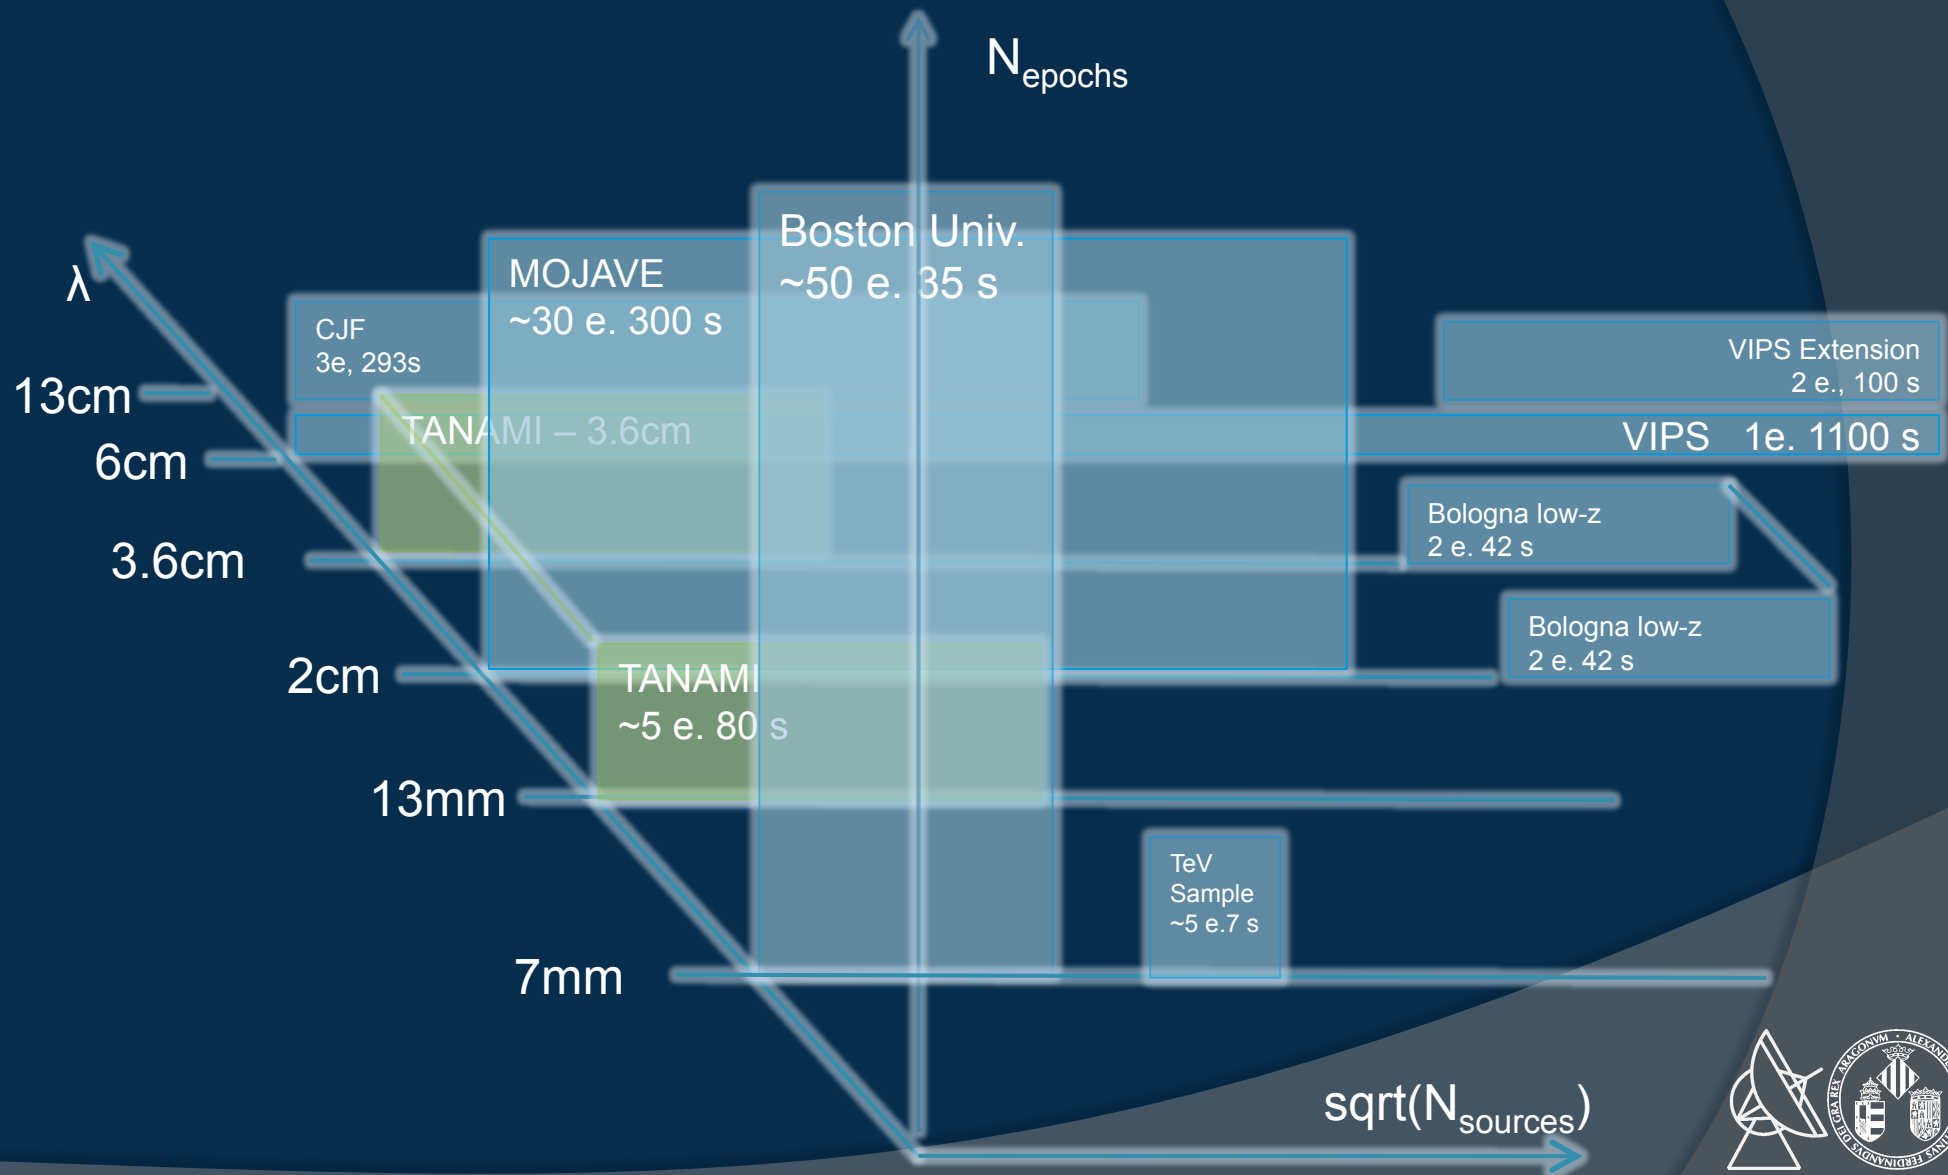 N_epochs
λ
Boston Univ.
~50 e. 35 s
MOJAVE
~30 e. 300 s
CJF
3e, 293s
VIPS Extension
2 e., 100 s
13cm
TANAMI – 3.6cm
VIPS 1e. 1100 s
6cm
Bologna low-z
2 e. 42 s
3.6cm
Bologna low-z
2 e. 42 s
2cm
TANAMI
~5 e. 80 s
13mm
TeV
Sample
~5 e.7 s
7mm
sqrt(N_sources)